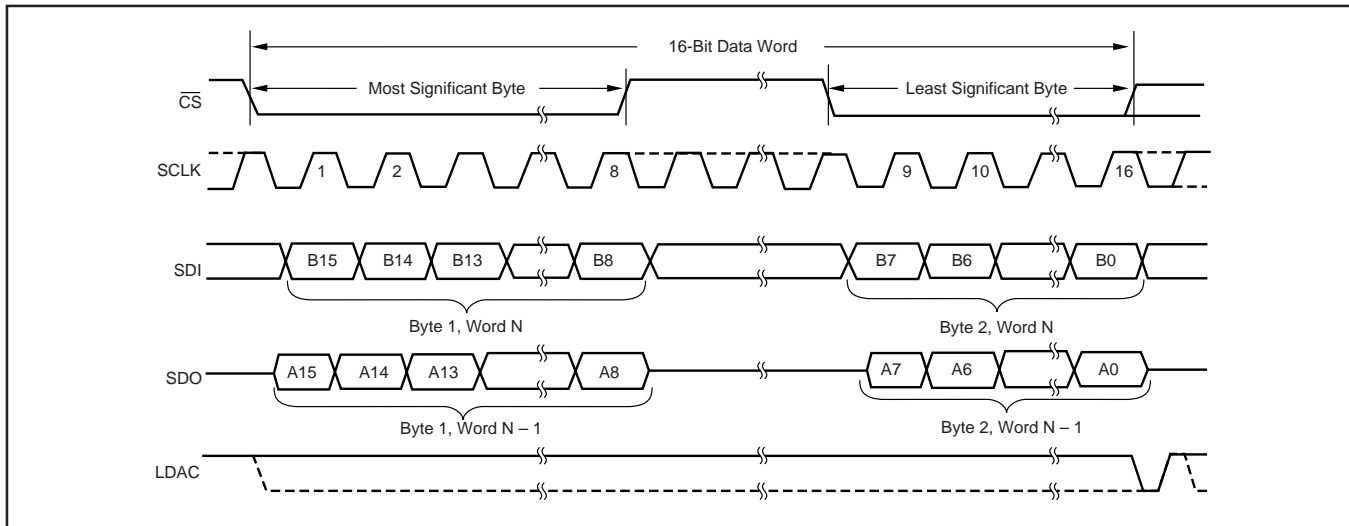 16-Bit Data Word
CS Most Significant Byte Least Significant Byte
SCLK 1 2 8 9 10 16
SDI B15 B14 B13 B8 B7 B6 B0
Byte 1, Word N Byte 2, Word N
SDO A15 A14 A13 A8 A7 A6 A0
Byte 1, Word N – 1 Byte 2, Word N – 1
LDAC